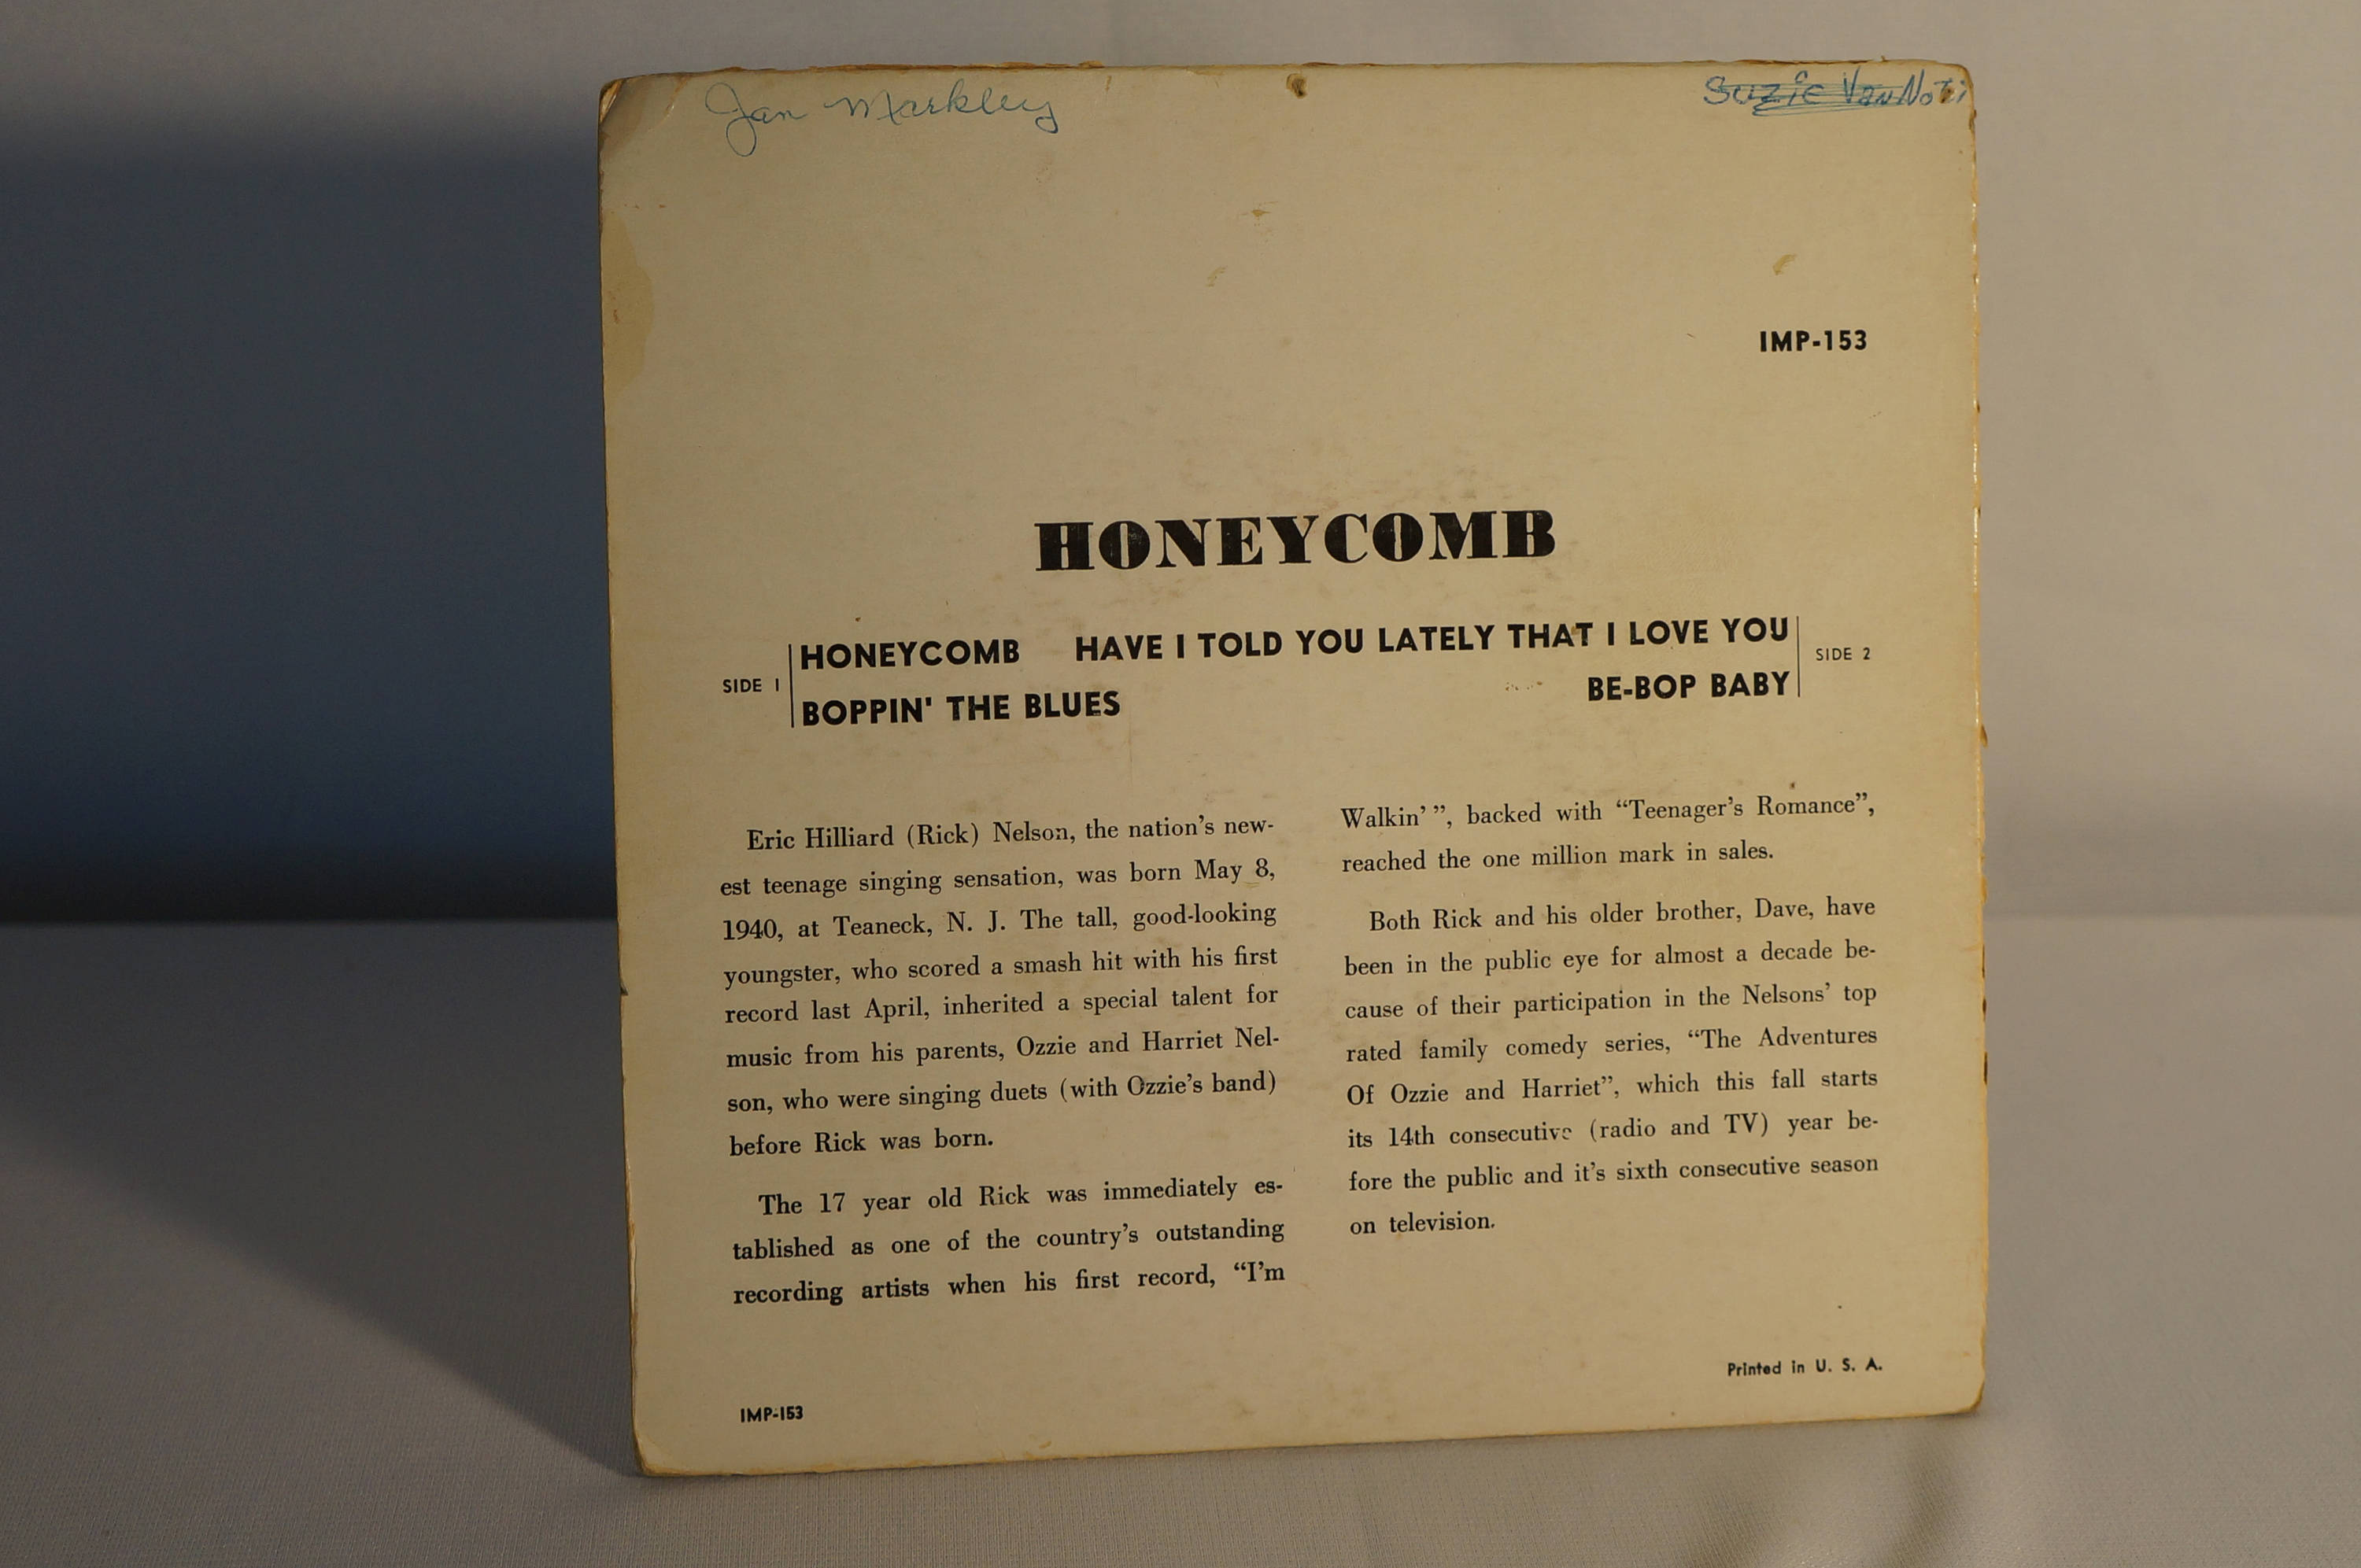 Jan Markley
Suzie VanNoti
IMP-153
HONEYCOMB
SIDE 1
HONEYCOMB
BOPPIN' THE BLUES
HAVE I TOLD YOU LATELY THAT I LOVE YOU
BE-BOP BABY
SIDE 2
Eric Hilliard (Rick) Nelson, the nation's new-
est teenage singing sensation, was born May 8,
1940, at Teaneck, N. J. The tall, good-looking
youngster, who scored a smash hit with his first
record last April, inherited a special talent for
music from his parents, Ozzie and Harriet Nel-
son, who were singing duets (with Ozzie's band)
before Rick was born.
The 17 year old Rick was immediately es-
tablished as one of the country's outstanding
recording artists when his first record, “I'm
Walkin' ”, backed with “Teenager's Romance”,
reached the one million mark in sales.
Both Rick and his older brother, Dave, have
been in the public eye for almost a decade be-
cause of their participation in the Nelsons' top
rated family comedy series, “The Adventures
Of Ozzie and Harriet”, which this fall starts
its 14th consecutive (radio and TV) year be-
fore the public and it's sixth consecutive season
on television.
Printed in U. S. A.
IMP-153